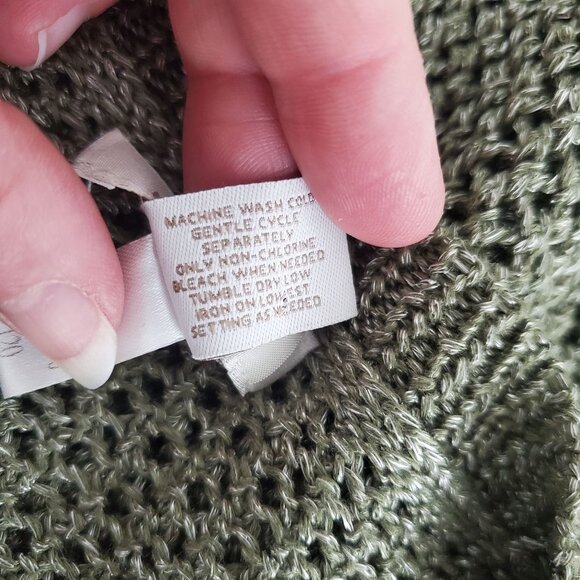 MACHINE WASH COLD
GENTLE CYCLE
SEPARATELY
ONLY NON-CHLORINE
BLEACH WHEN NEEDED
TUMBLE DRY LOW
IRON ON LOWEST
SETTING AS NEEDED
20